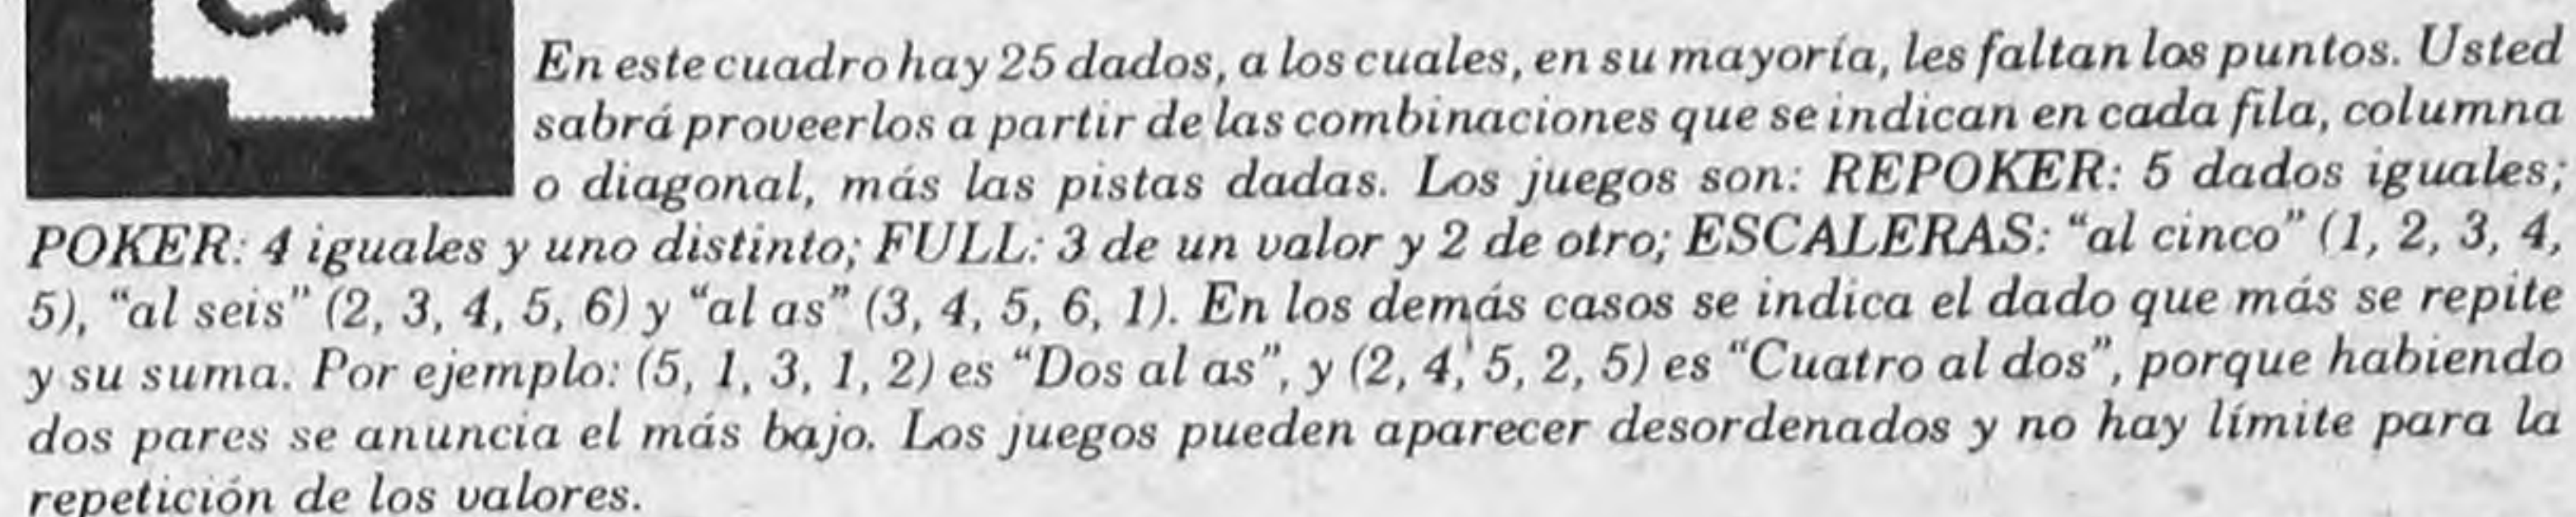 En este cuadro hay 25 dados, a los cuales, en su mayoría, les faltan los puntos. Usted
sabrá proveerlos a partir de las combinaciones que se indican en cada fila, columna
o diagonal, más las pistas dadas. Los juegos son: REPOKER: 5 dados iguales;
POKER: 4 iguales y uno distinto; FULL: 3 de un valor y 2 de otro; ESCALERAS: "al cinco" (1, 2, 3, 4,
5), "al seis" (2, 3, 4, 5, 6) y "al as" (3, 4, 5, 6, 1). En los demás casos se indica el dado que más se repite
y su suma. Por ejemplo: (5, 1, 3, 1, 2) es "Dos al as", y (2, 4, 5, 2, 5) es "Cuatro al dos", porque habiendo
dos pares se anuncia el más bajo. Los juegos pueden aparecer desordenados y no hay límite para la
repetición de los valores.